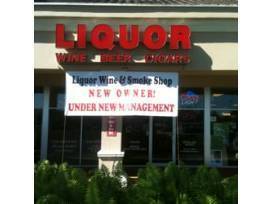 LIQUOR
WINE BEER CIGARS
Liquor Wine & Smoke Shop
NEW OWNER!
UNDER NEW MANAGEMENT